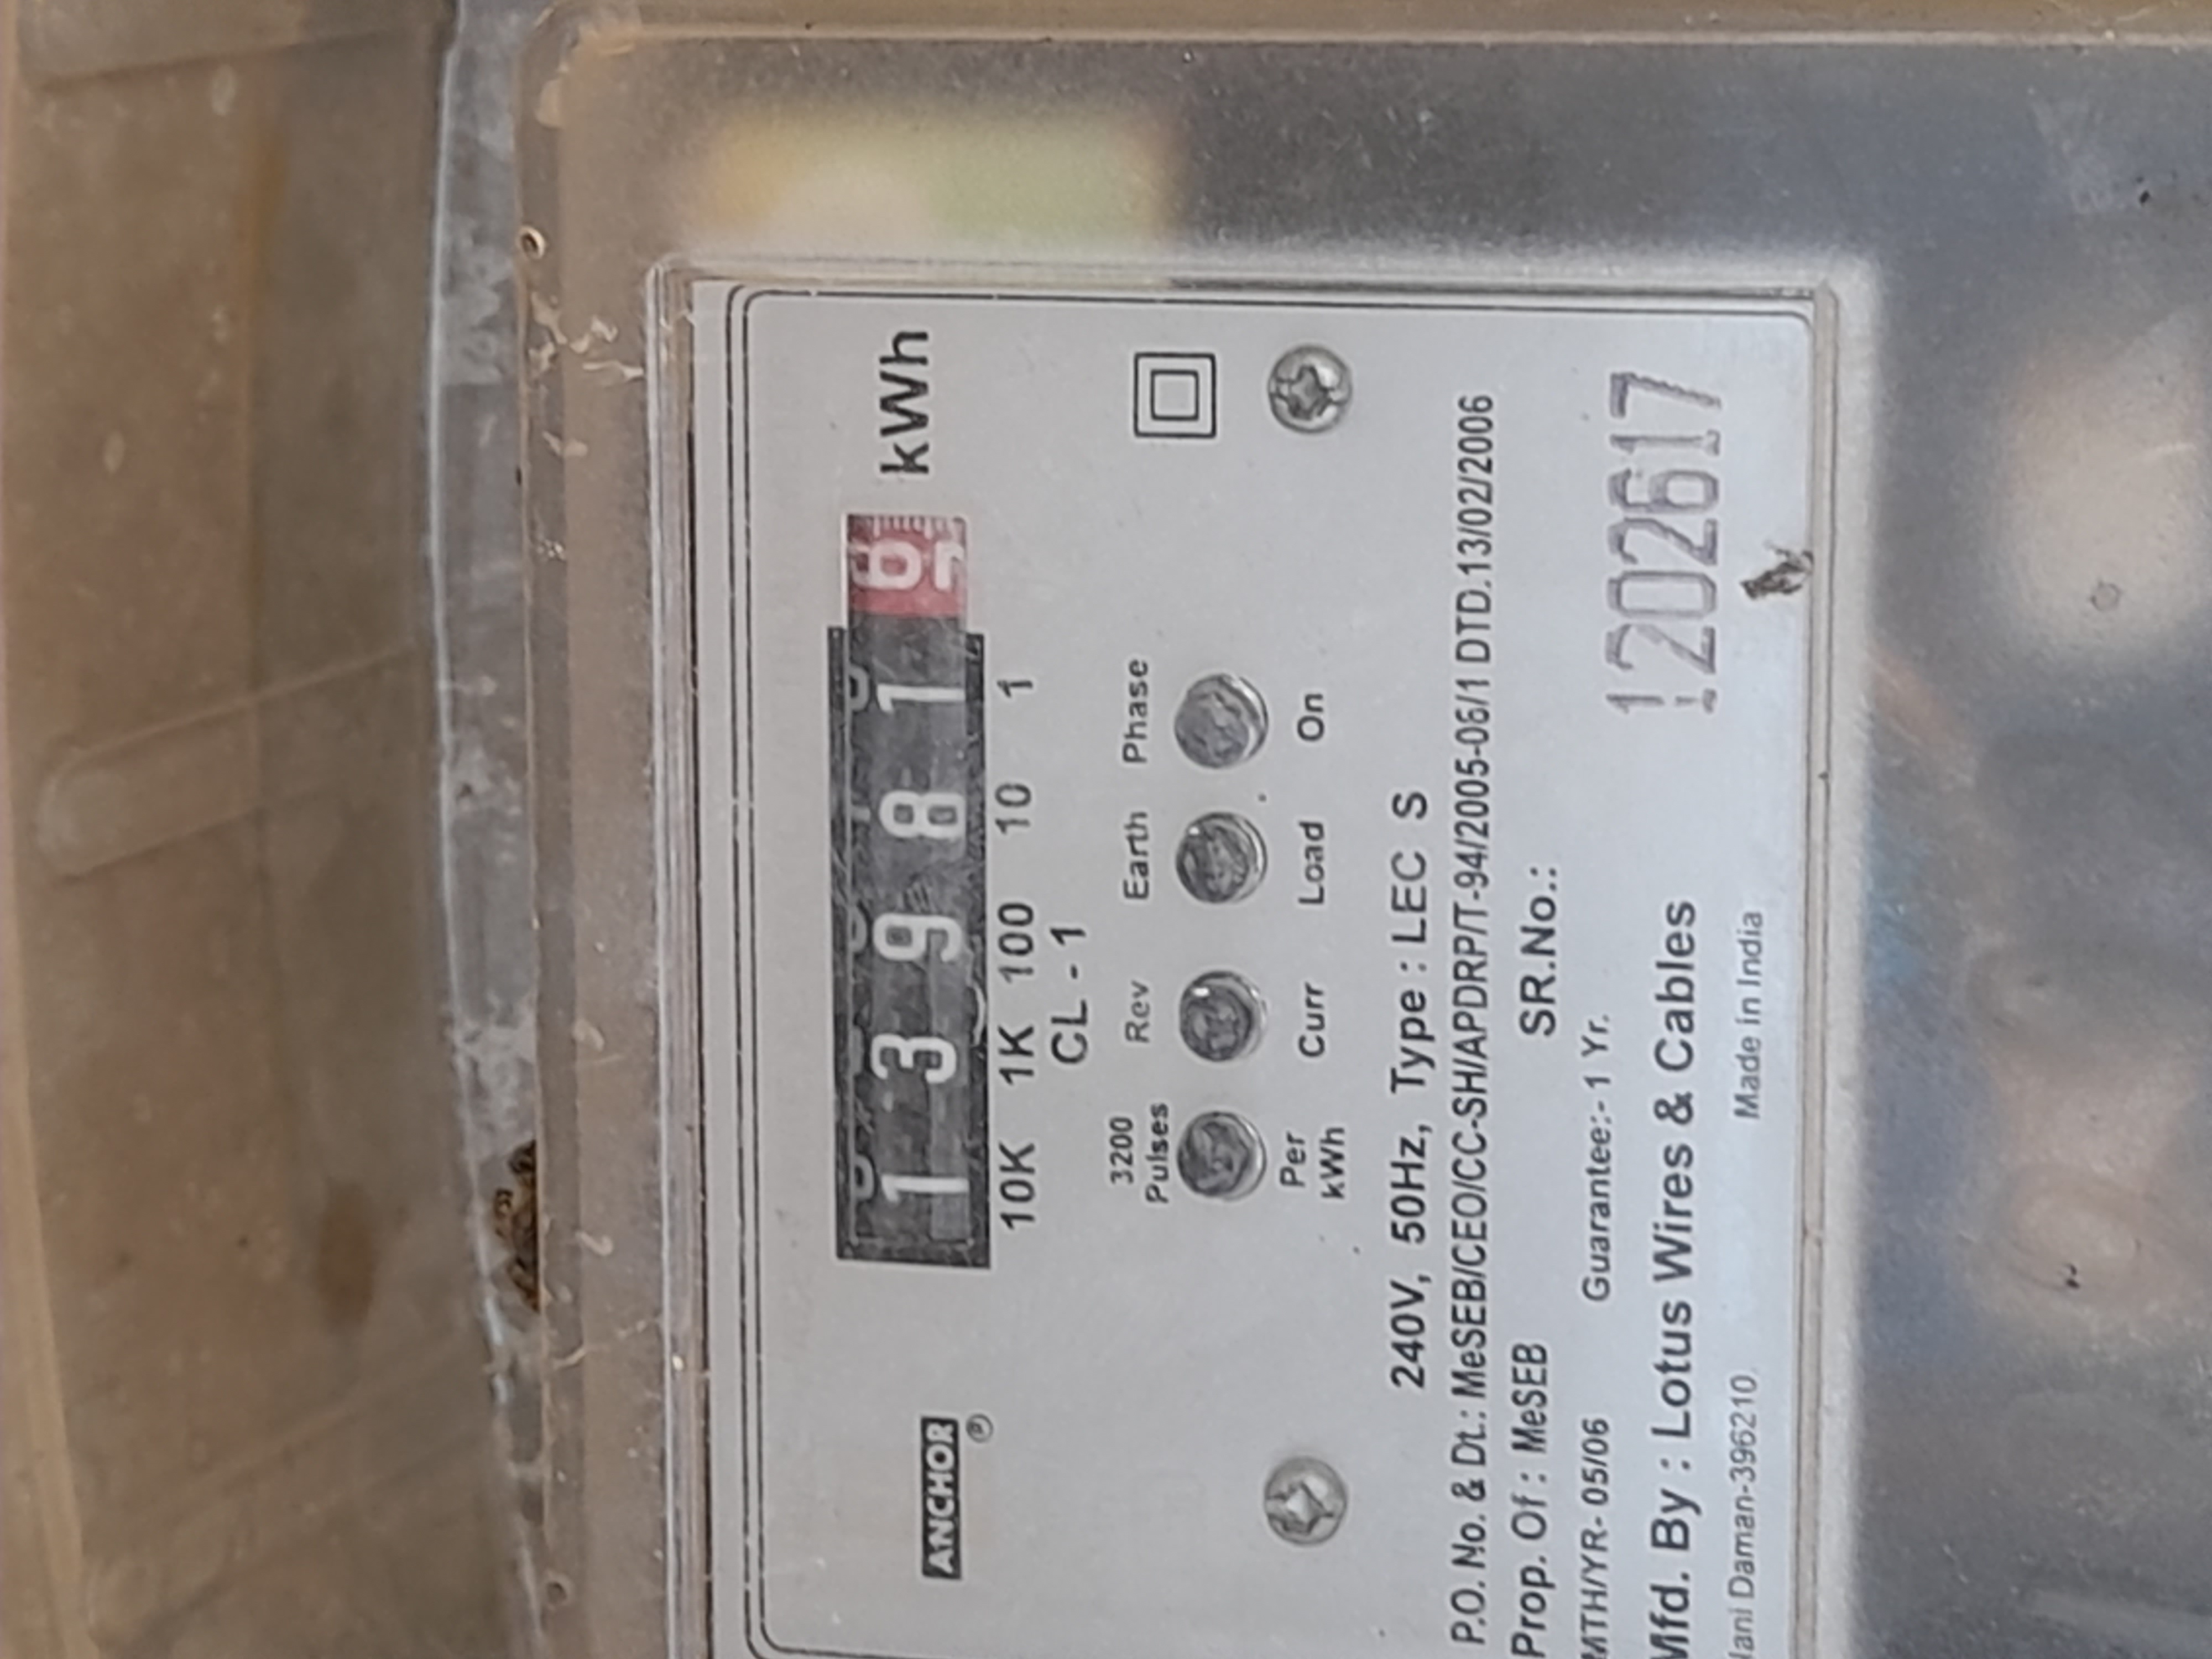 1 3 9 8 1 6 kWh
10K 1K 100 10 1
ANCHOR ®
CL - 1
3200 Pulses Rev Earth Phase
Per kWh Curr Load On
240V, 50Hz, Type : LEC S
P.O. No. & Dt.: MeSEB/CEO/CC-SH/APDRP/T-94/2005-06/1 DTD.13/02/2006
Prop. Of : MeSEB SR.No.:
MTH/YR- 05/06 Guarantee:- 1 Yr. 1202617
Mfd. By : Lotus Wires & Cables
Daman-396210 Made in India